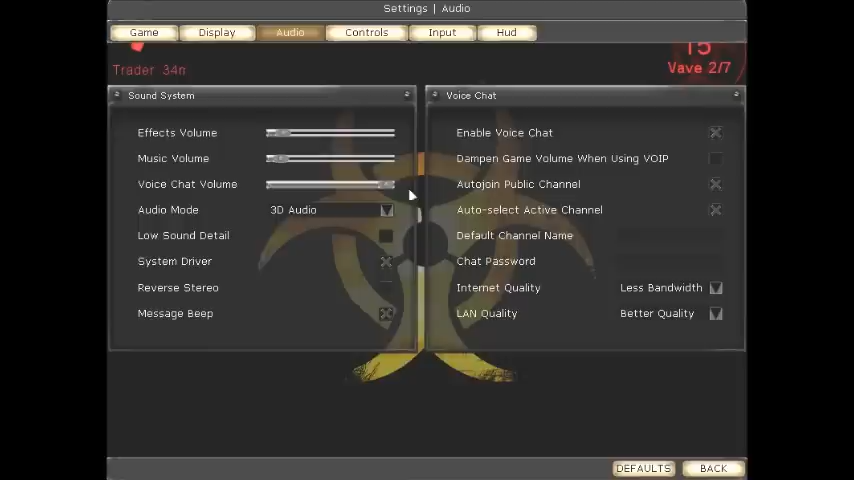 Settings | Audio
Game Display Audio Controls Input Hud
15
Trader 34m
Wave 2/7
Sound System
Effects Volume
Music Volume
Voice Chat Volume
Audio Mode 3D Audio
Low Sound Detail
System Driver
Reverse Stereo
Message Beep
Voice Chat
Enable Voice Chat
Dampen Game Volume When Using VOIP
Autojoin Public Channel
Auto-select Active Channel
Default Channel Name
Chat Password
Internet Quality Less Bandwidth
LAN Quality Better Quality
DEFAULTS BACK